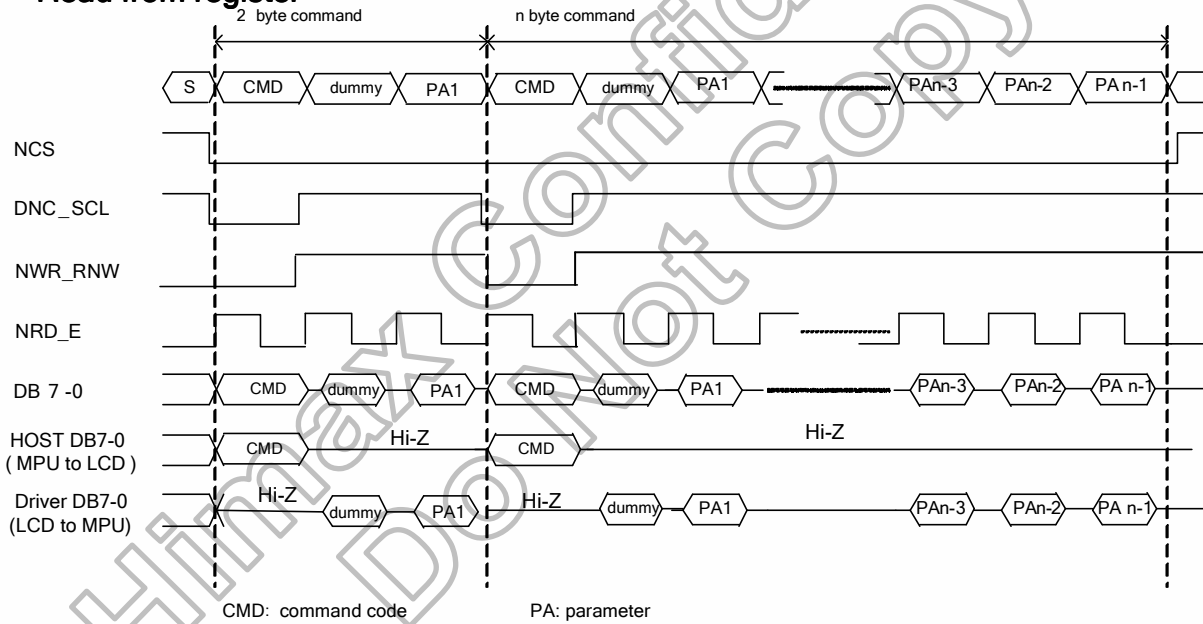 Read from register
2 byte command n byte command
S CMD dummy PA1 CMD dummy PA1 PAn-3 PAn-2 PA n-1
NCS
DNC_SCL
NWR_RNW
NRD_E
DB 7 -0 CMD dummy PA1 CMD dummy PA1 PAn-3 PAn-2 PA n-1
HOST DB7-0
( MPU to LCD ) CMD Hi-Z CMD Hi-Z
Driver DB7-0
(LCD to MPU) Hi-Z dummy PA1 Hi-Z dummy PA1 PAn-3 PAn-2 PA n-1
CMD: command code PA: parameter
Himax Confid
Do Not Copy